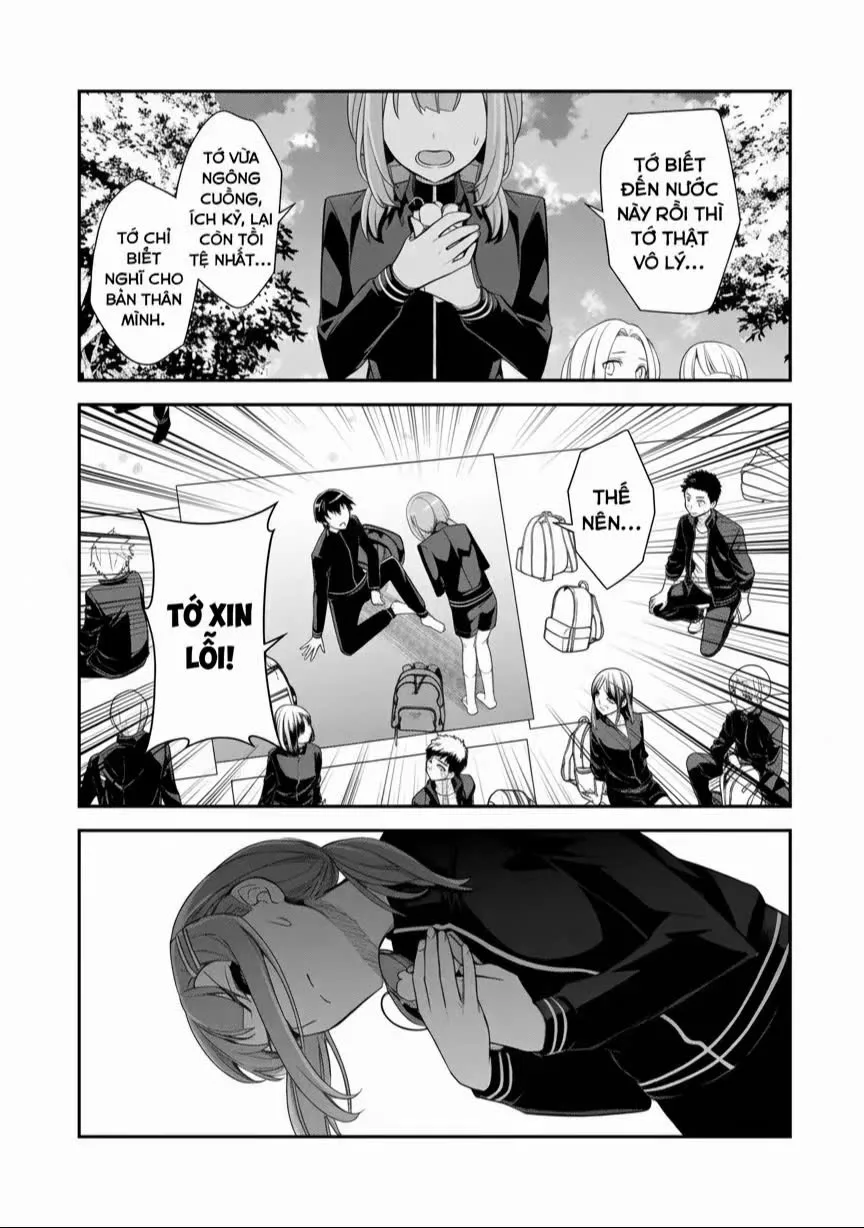 TỚ BIẾT
ĐẾN NƯỚC
NÀY RỒI THÌ
TỚ THẬT
VÔ LÝ...
TỚ VỪA
NGÔNG
CUỒNG,
ÍCH KỶ, LẠI
CÒN TỒI
TỆ NHẤT...
TỚ CHỈ
BIẾT
NGHĨ CHO
BẢN THÂN
MÌNH.
THẾ
NÊN...
TỚ XIN
LỖI!